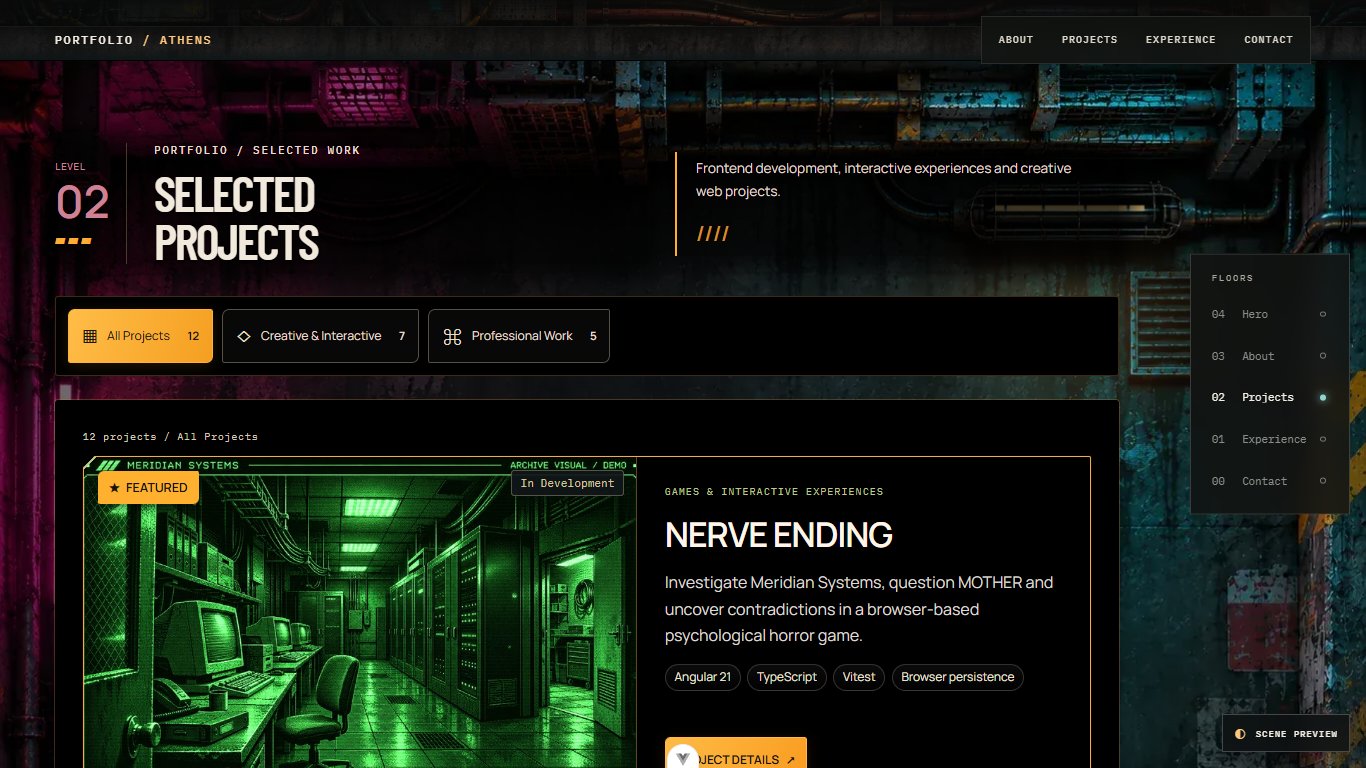 PORTFOLIO / ATHENS
ABOUT PROJECTS EXPERIENCE CONTACT
LEVEL
02
PORTFOLIO / SELECTED WORK
SELECTED
PROJECTS
Frontend development, interactive experiences and creative
web projects.
////
All Projects 12
Creative & Interactive 7
Professional Work 5
FLOORS
04 Hero
03 About
02 Projects
01 Experience
00 Contact
12 projects / All Projects
MERIDIAN SYSTEMS
ARCHIVE VISUAL / DEMO
★ FEATURED
In Development
GAMES & INTERACTIVE EXPERIENCES
NERVE ENDING
Investigate Meridian Systems, question MOTHER and
uncover contradictions in a browser-based
psychological horror game.
Angular 21 TypeScript Vitest Browser persistence
JECT DETAILS ↗
SCENE PREVIEW